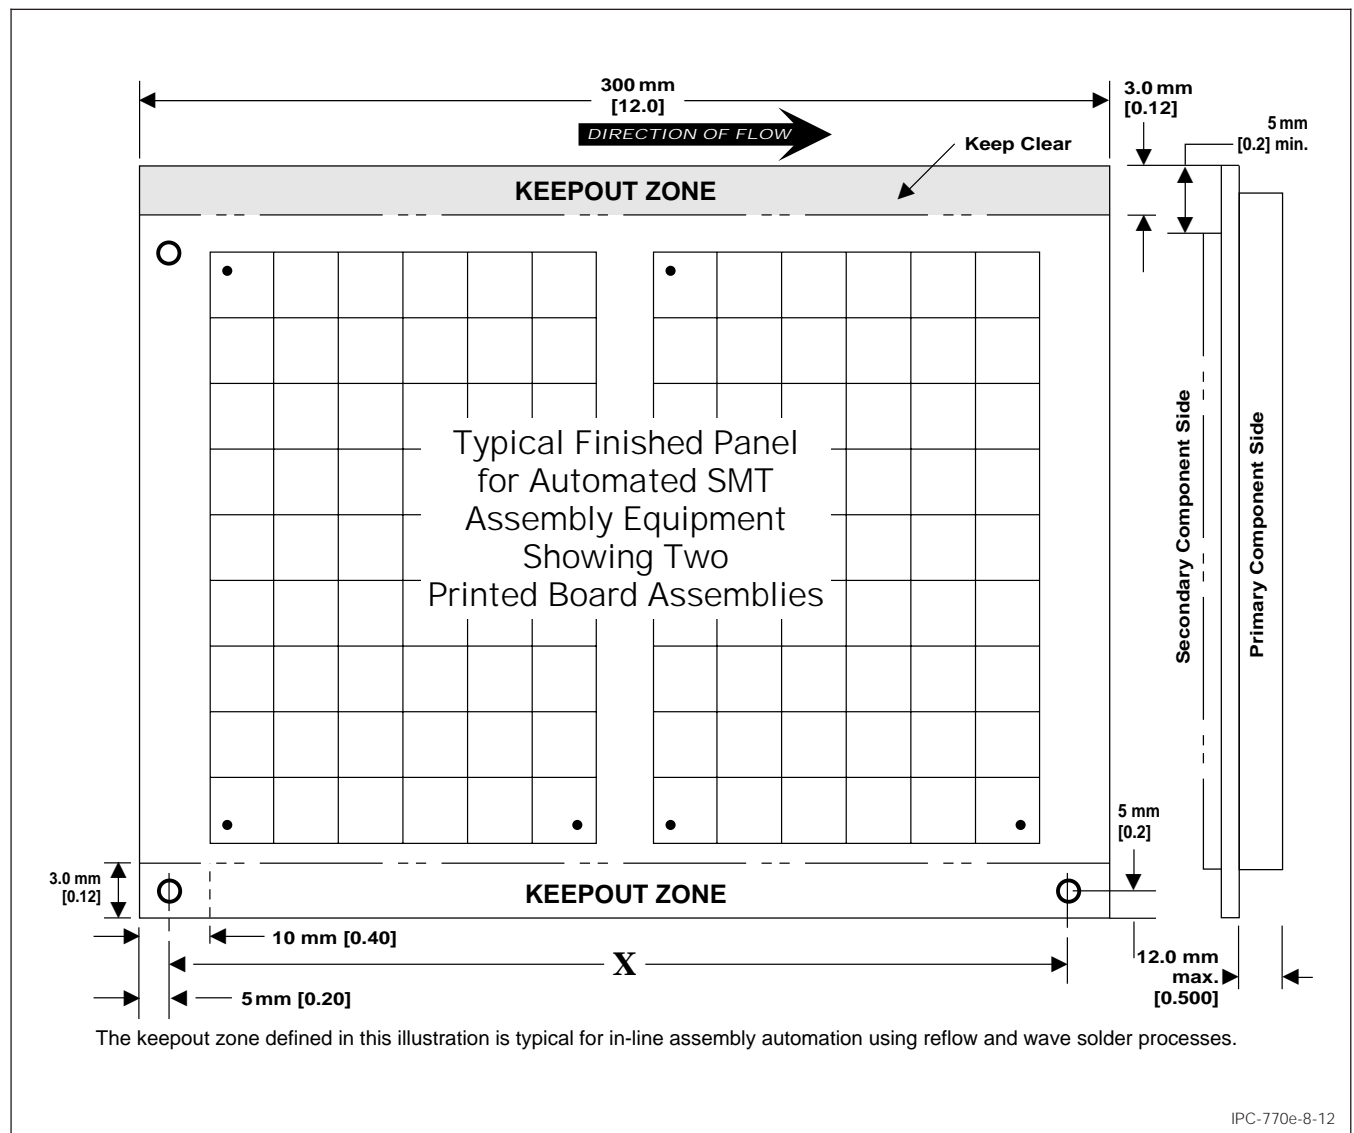 300 mm
[12.0]
3.0 mm
[0.12]
5 mm
[0.2] min.
DIRECTION OF FLOW
Keep Clear
KEEPOUT ZONE
Typical Finished Panel
for Automated SMT
Assembly Equipment
Showing Two
Printed Board Assemblies
Secondary Component Side
Primary Component Side
5 mm
[0.2]
3.0 mm
[0.12]
KEEPOUT ZONE
10 mm [0.40]
X
12.0 mm
max.
[0.500]
5 mm [0.20]
The keepout zone defined in this illustration is typical for in-line assembly automation using reflow and wave solder processes.
IPC-770e-8-12